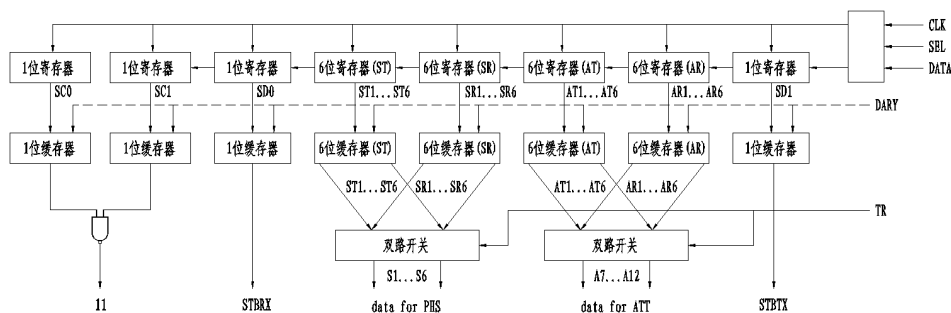 CLK
SEL
DATA
1位寄存器 1位寄存器 1位寄存器 6位寄存器(ST) 6位寄存器(SR) 6位寄存器(AT) 6位寄存器(AR) 1位寄存器
SC0 SC1 SD0 ST1...ST6 SR1...SR6 AT1...AT6 AR1...AR6 SD1
DARY
1位缓存器 1位缓存器 1位缓存器 6位缓存器(ST) 6位缓存器(SR) 6位缓存器(AT) 6位缓存器(AR) 1位缓存器
ST1...ST6 SR1...SR6 AT1...AT6 AR1...AR6
TR
双路开关 双路开关
S1...S6 A7...A12
11 STBRX data for PHS data for ATT STBTX